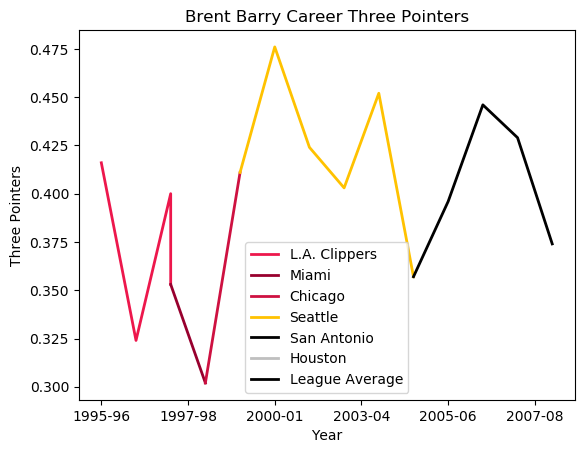 Brent Barry Career Three Pointers
Three Pointers
0.475
0.450
0.425
0.400
0.375
0.350
0.325
0.300
L.A. Clippers
Miami
Chicago
Seattle
San Antonio
Houston
League Average
1995-96 1997-98 2000-01 2003-04 2005-06 2007-08
Year